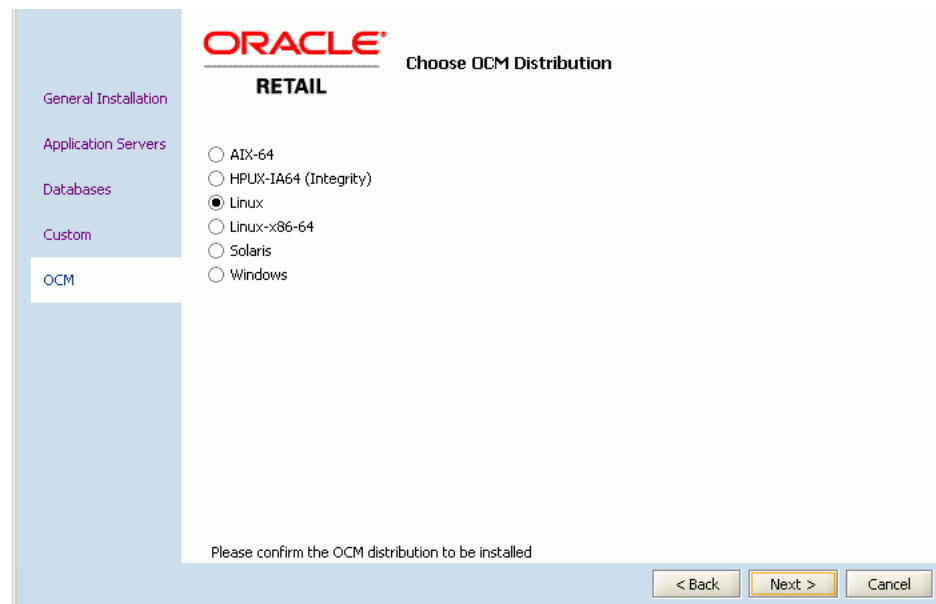 ORACLE
RETAIL
Choose OCM Distribution
General Installation
Application Servers
Databases
Custom
OCM
AIX-64
HPUX-IA64 (Integrity)
Linux
Linux-x86-64
Solaris
Windows
Please confirm the OCM distribution to be installed
< Back
Next >
Cancel